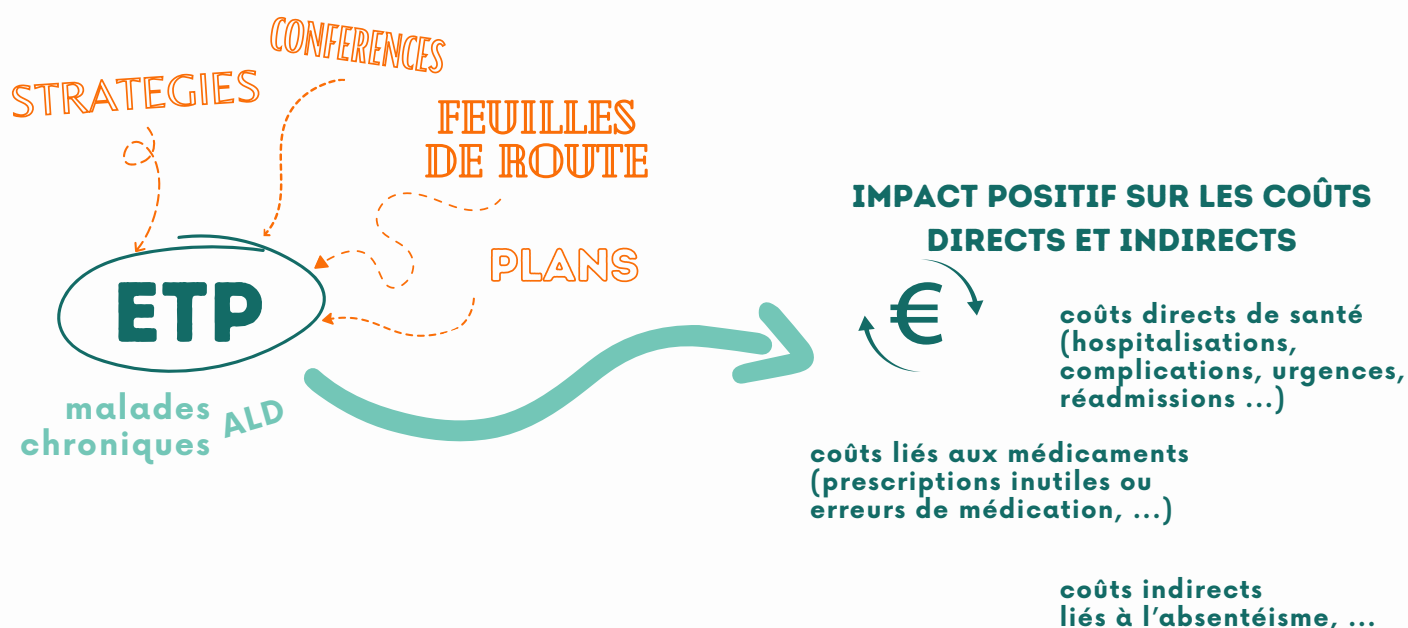 CONFERENCES
STRATEGIES
FEUILLES
DE ROUTE
PLANS
ETP
malades
chroniques
ALD
IMPACT POSITIF SUR LES COÛTS
DIRECTS ET INDIRECTS
€
coûts directs de santé
(hospitalisations,
complications, urgences,
réadmissions ...)
coûts liés aux médicaments
(prescriptions inutiles ou
erreurs de médication, ...)
coûts indirects
liés à l'absentéisme, ...